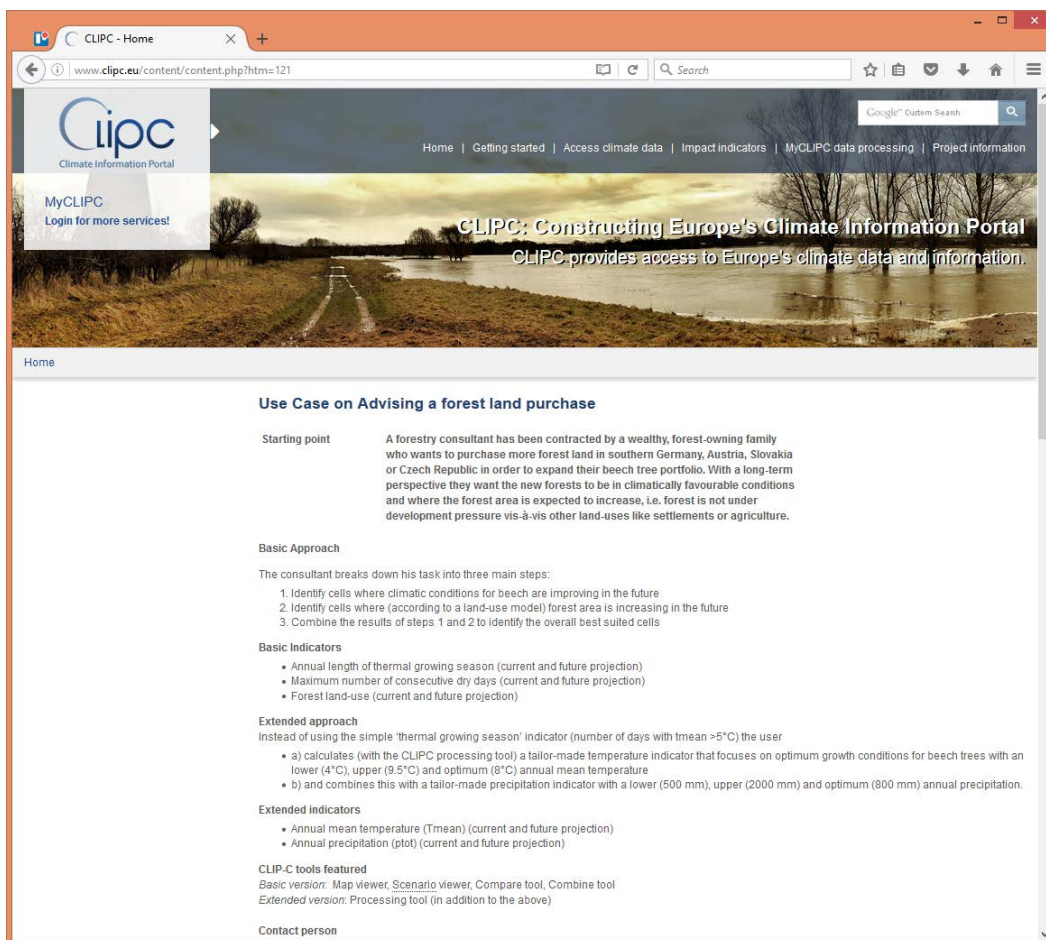 CLIPC - Home
www.clipc.eu/content/content.php?htm=121
Search
Clipc
Climate Information Portal
Google™ Custom Search
Home | Getting started | Access climate data | Impact indicators | MyCLIPC data processing | Project information
MyCLIPC
Login for more services!
CLIPC: Constructing Europe's Climate Information Portal
CLIPC provides access to Europe's climate data and information.
Home
Use Case on Advising a forest land purchase
Starting point
A forestry consultant has been contracted by a wealthy, forest-owning family
who wants to purchase more forest land in southern Germany, Austria, Slovakia
or Czech Republic in order to expand their beech tree portfolio. With a long-term
perspective they want the new forests to be in climatically favourable conditions
and where the forest area is expected to increase, i.e. forest is not under
development pressure vis-à-vis other land-uses like settlements or agriculture.
Basic Approach
The consultant breaks down his task into three main steps:
1. Identify cells where climatic conditions for beech are improving in the future
2. Identify cells where (according to a land-use model) forest area is increasing in the future
3. Combine the results of steps 1 and 2 to identify the overall best suited cells
Basic Indicators
• Annual length of thermal growing season (current and future projection)
• Maximum number of consecutive dry days (current and future projection)
• Forest land-use (current and future projection)
Extended approach
Instead of using the simple 'thermal growing season' indicator (number of days with tmean >5°C) the user
• a) calculates (with the CLIPC processing tool) a tailor-made temperature indicator that focuses on optimum growth conditions for beech trees with an
lower (4°C), upper (9.5°C) and optimum (8°C) annual mean temperature
• b) and combines this with a tailor-made precipitation indicator with a lower (500 mm), upper (2000 mm) and optimum (800 mm) annual precipitation.
Extended indicators
• Annual mean temperature (Tmean) (current and future projection)
• Annual precipitation (ptot) (current and future projection)
CLIP-C tools featured
Basic version: Map viewer, Scenario viewer, Compare tool, Combine tool
Extended version: Processing tool (in addition to the above)
Contact person